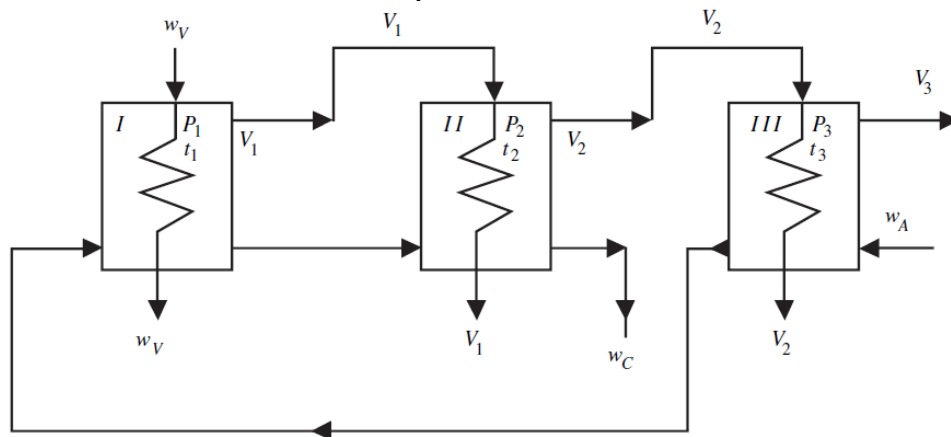 w_V V_1 V_2
V_3
I P_1 V_1 II P_2 V_2 III P_3
t_1 t_2 t_3
w_A
w_V V_1 w_C V_2